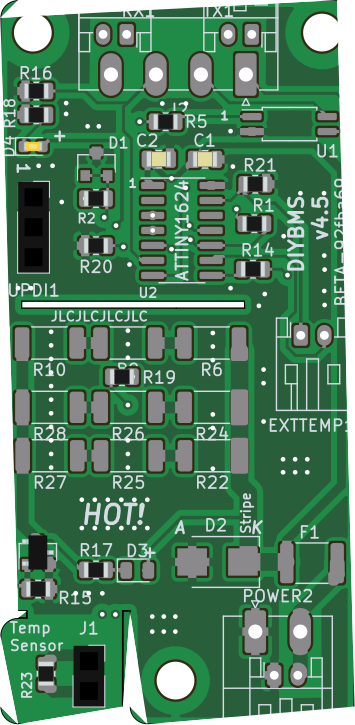 RX1
TX1
J2
R16
R18
R5
1
D4
+
D1
C2
C1
U1
1
1
R21
R2
R1
ATTINY1624
DIYBMS
v4.5
R20
R14
UPDI1
U2
JLCJLCJLCJLC
R10
R6
R19
R28
R26
R24
EXTTEMP1
R27
R25
R22
HOT!
Stripe
A
D2
K
F1
R17
D3
+
R15
POWER2
Temp
Sensor
J1
R23